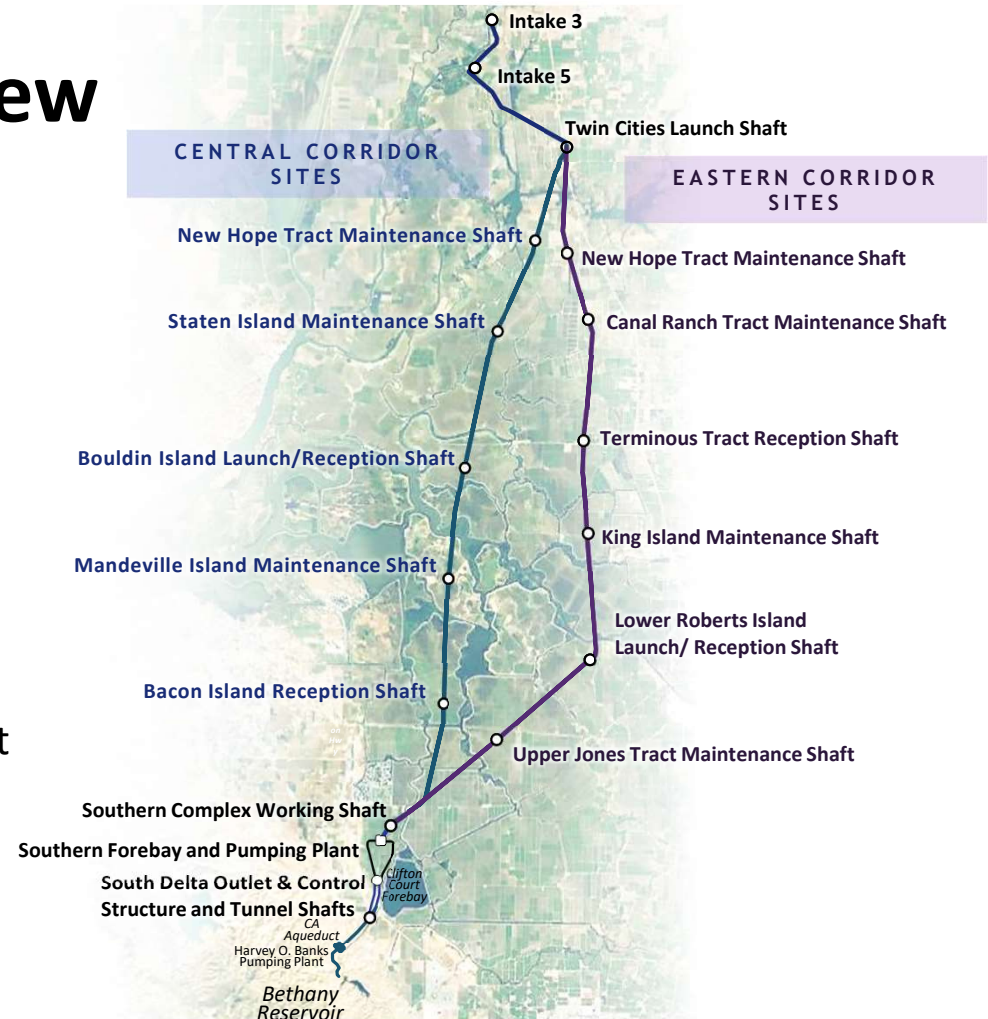 ew
Intake 3
Intake 5
Twin Cities Launch Shaft
CENTRAL CORRIDOR
SITES
EASTERN CORRIDOR
SITES
New Hope Tract Maintenance Shaft
New Hope Tract Maintenance Shaft
Staten Island Maintenance Shaft
Canal Ranch Tract Maintenance Shaft
Terminous Tract Reception Shaft
Bouldin Island Launch/Reception Shaft
King Island Maintenance Shaft
Mandeville Island Maintenance Shaft
Lower Roberts Island
Launch/ Reception Shaft
Bacon Island Reception Shaft
t
Upper Jones Tract Maintenance Shaft
Southern Complex Working Shaft
Southern Forebay and Pumping Plant
South Delta Outlet & Control
Structure and Tunnel Shafts
Clifton
Court
Forebay
CA
Aqueduct
Harvey O. Banks
Pumping Plant
Bethany
Reservoir